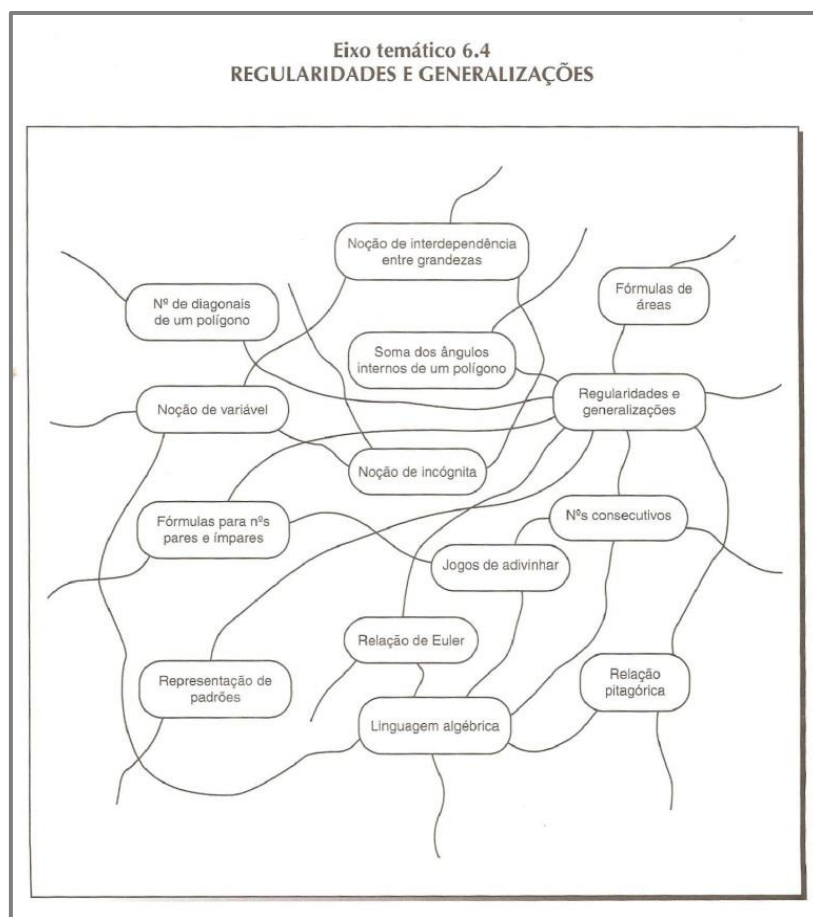 Eixo temático 6.4
REGULARIDADES E GENERALIZAÇÕES
Noção de interdependência
entre grandezas
Nº de diagonais
de um polígono
Fórmulas de
áreas
Soma dos ângulos
internos de um polígono
Noção de variável
Regularidades e
generalizações
Noção de incógnita
Fórmulas para nºs
pares e ímpares
Nºs consecutivos
Jogos de adivinhar
Relação de Euler
Representação de
padrões
Relação
pitagórica
Linguagem algébrica